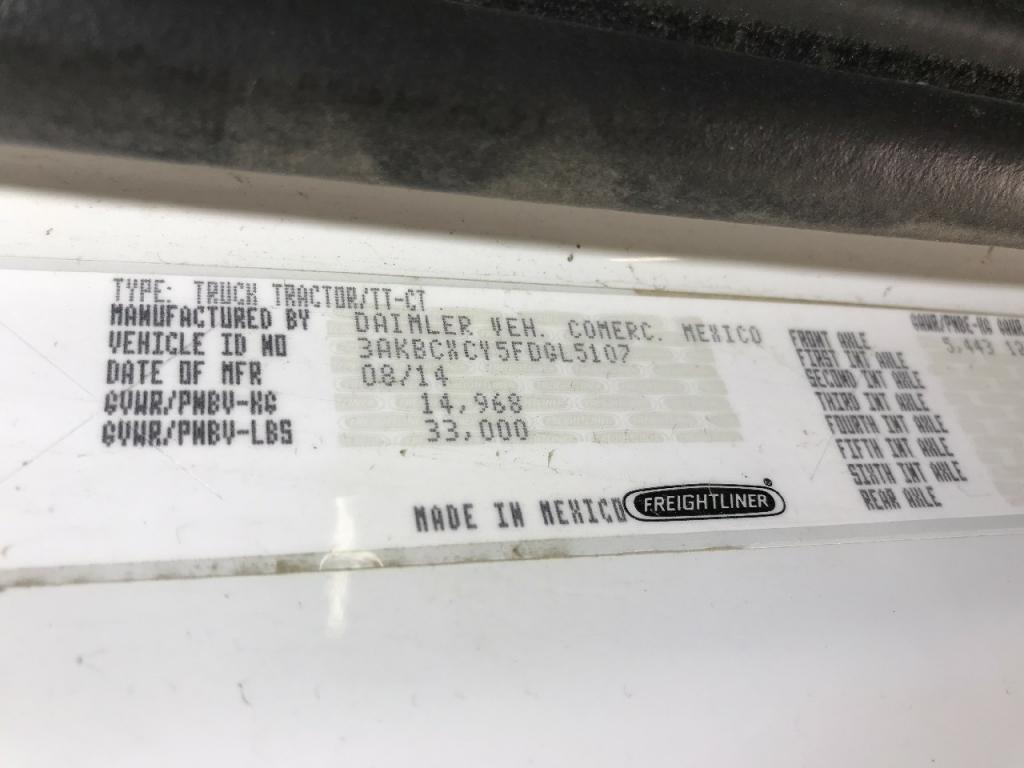 TYPE: TRUCK TRACTOR/TT-CT
MANUFACTURED BY DAIMLER VEH. COMERC. MEXICO
VEHICLE ID NO 3AKBCXCY5FDGL5107
DATE OF MFR 08/14
GVWR/PNBV-KG 14,968
GVWR/PNBV-LBS 33,000
MADE IN MEXICO FREIGHTLINER®
FRONT AXLE 5,443
FIRST INT AXLE
SECOND INT AXLE
THIRD INT AXLE
FOURTH INT AXLE
FIFTH INT AXLE
SIXTH INT AXLE
REAR AXLE